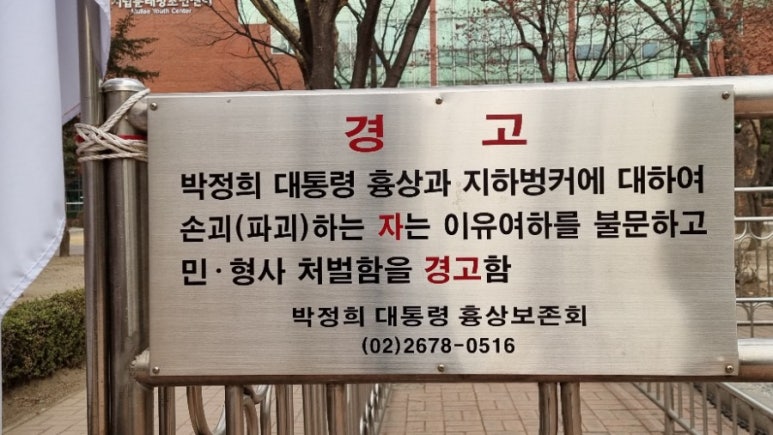 Mullae Youth Center
경 고
박정희 대통령 흉상과 지하벙커에 대하여
손괴(파괴)하는 자는 이유여하를 불문하고
민·형사 처벌함을 경고함
박정희 대통령 흉상보존회
(02)2678-0516